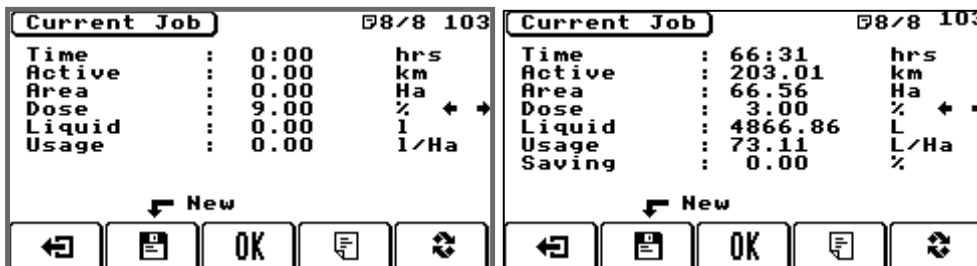 Current Job 8/8 103
Time : 0:00 hrs
Active : 0.00 km
Area : 0.00 Ha
Dose : 9.00 %
Liquid : 0.00 l
Usage : 0.00 l/Ha
New
OK
Current Job 8/8 103
Time : 66:31 hrs
Active : 203.01 km
Area : 66.56 Ha
Dose : 3.00 %
Liquid : 4866.86 L
Usage : 73.11 L/Ha
Saving : 0.00 %
New
OK